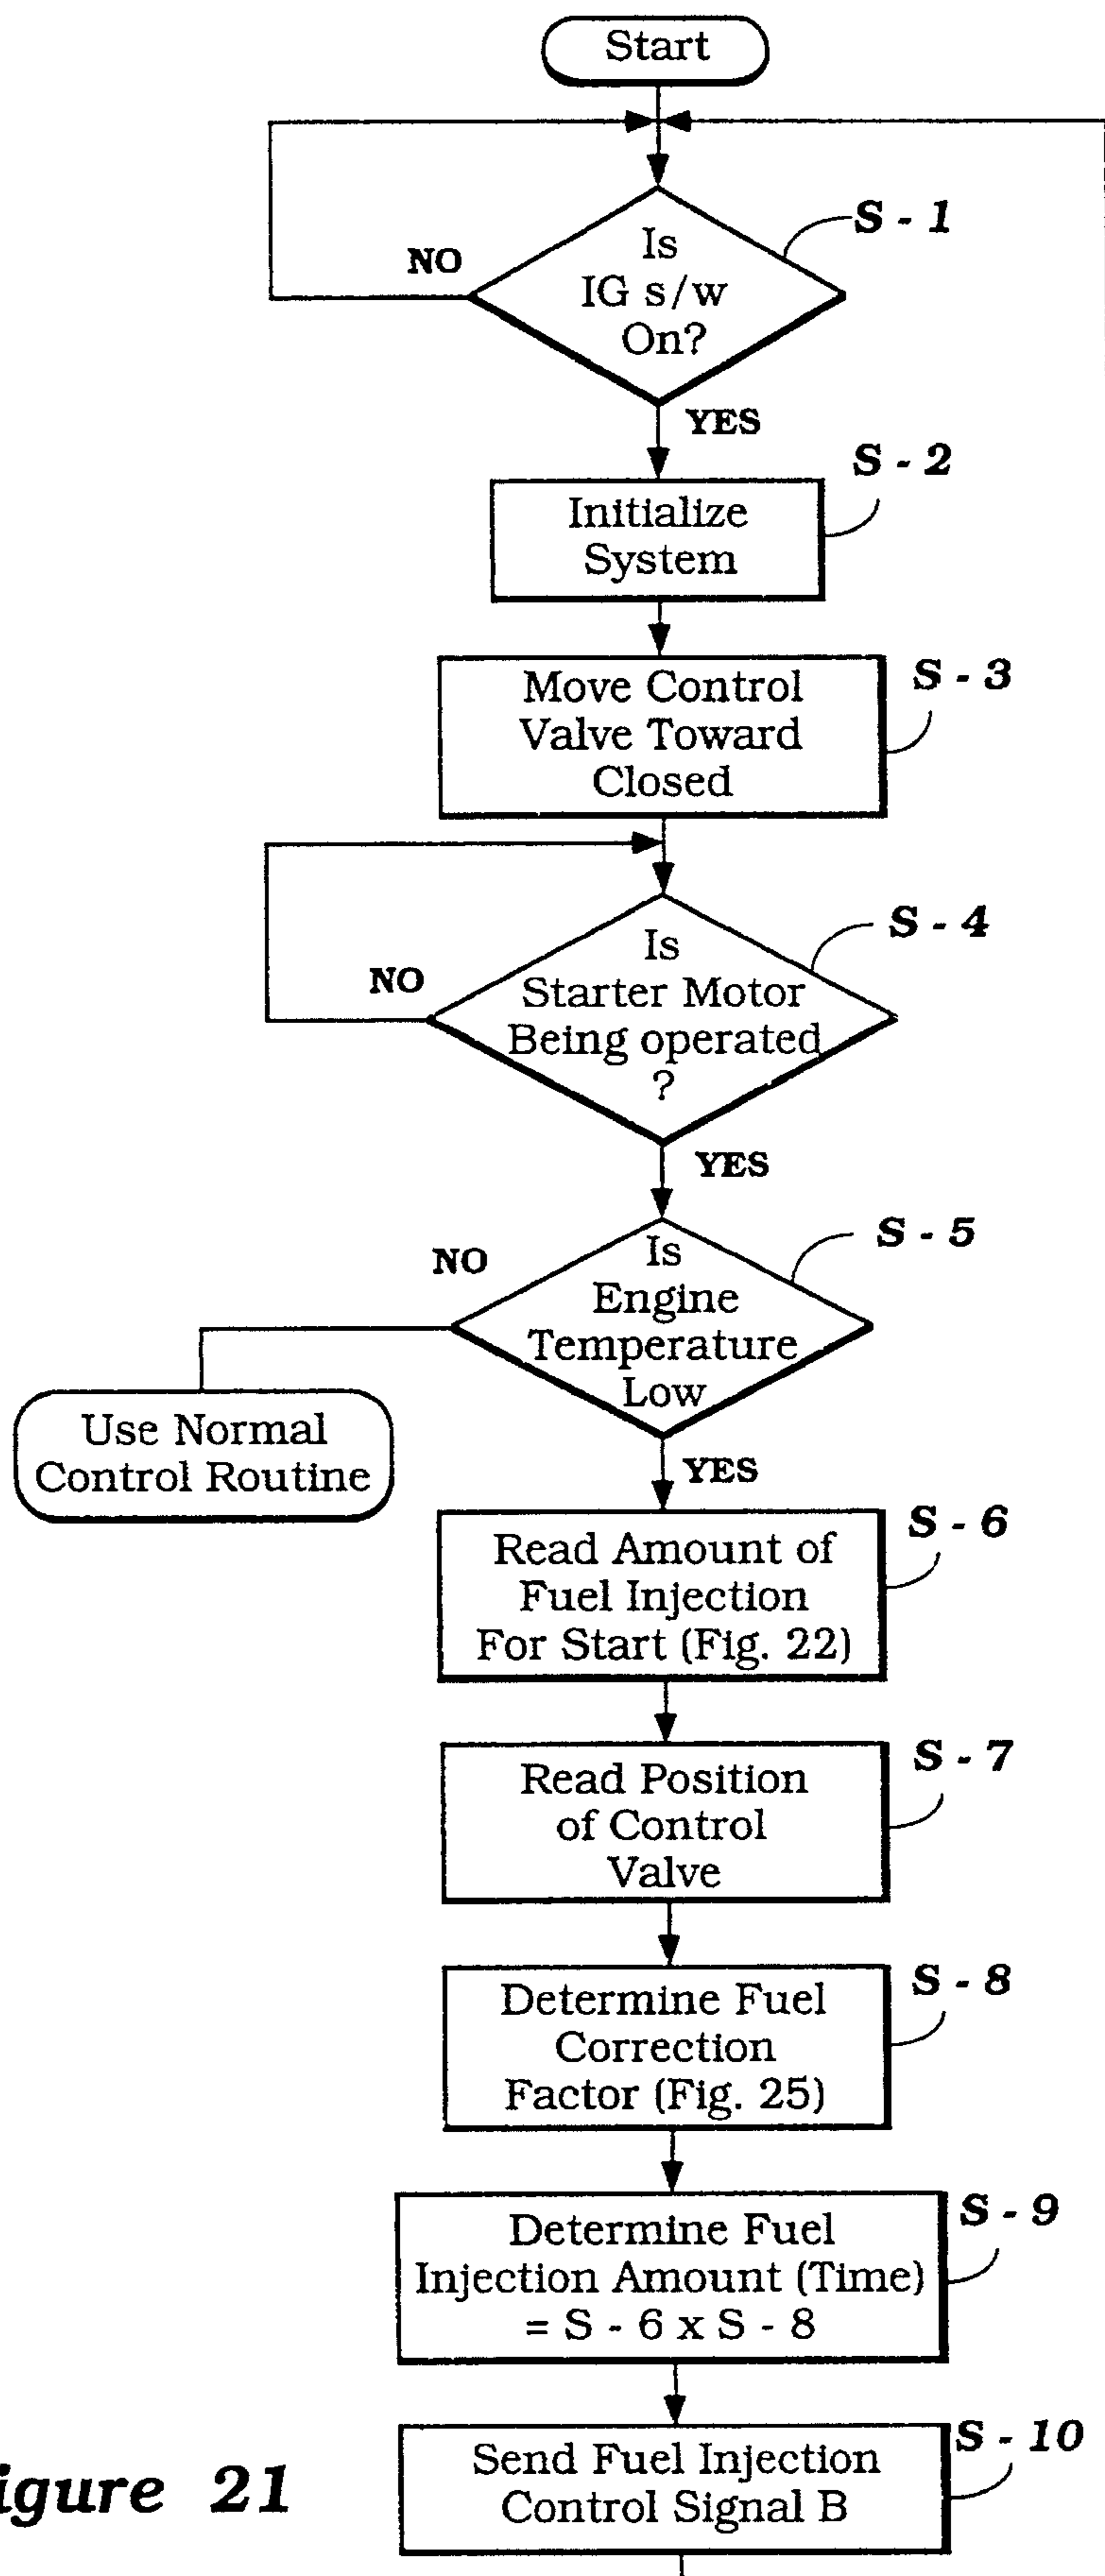 Start
S - 1
Is
IG s/w
On?
NO
YES
S - 2
Initialize
System
S - 3
Move Control
Valve Toward
Closed
S - 4
Is
Starter Motor
Being operated
?
NO
YES
S - 5
NO
Is
Engine
Temperature
Low
Use Normal
Control Routine
YES
S - 6
Read Amount of
Fuel Injection
For Start (Fig. 22)
S - 7
Read Position
of Control
Valve
S - 8
Determine Fuel
Correction
Factor (Fig. 25)
S - 9
Determine Fuel
Injection Amount (Time)
= S - 6 x S - 8
S - 10
Send Fuel Injection
Control Signal B
igure 21